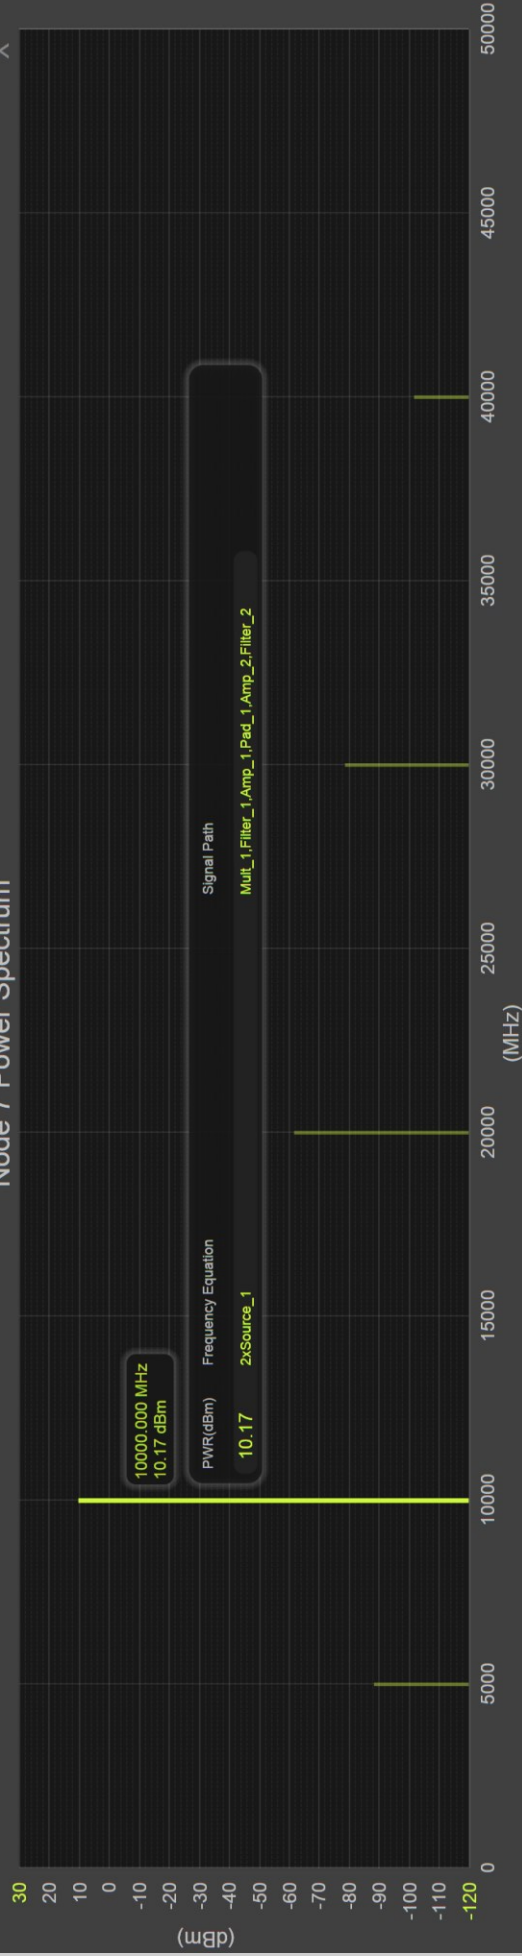 Node 7 Power Spectrum
30
20
10
0
-10
-20
-30
-40
-50
-60
-70
-80
-90
-100
-110
-120
(dBm)
10000.000 MHz
10.17 dBm
PWR(dBm) Frequency Equation Signal Path
10.17 2xSource_1 Mult_1,Filter_1,Amp_1,Pad_1,Amp_2,Filter_2
0 5000 10000 15000 20000 25000 30000 35000 40000 45000 50000
(MHz)